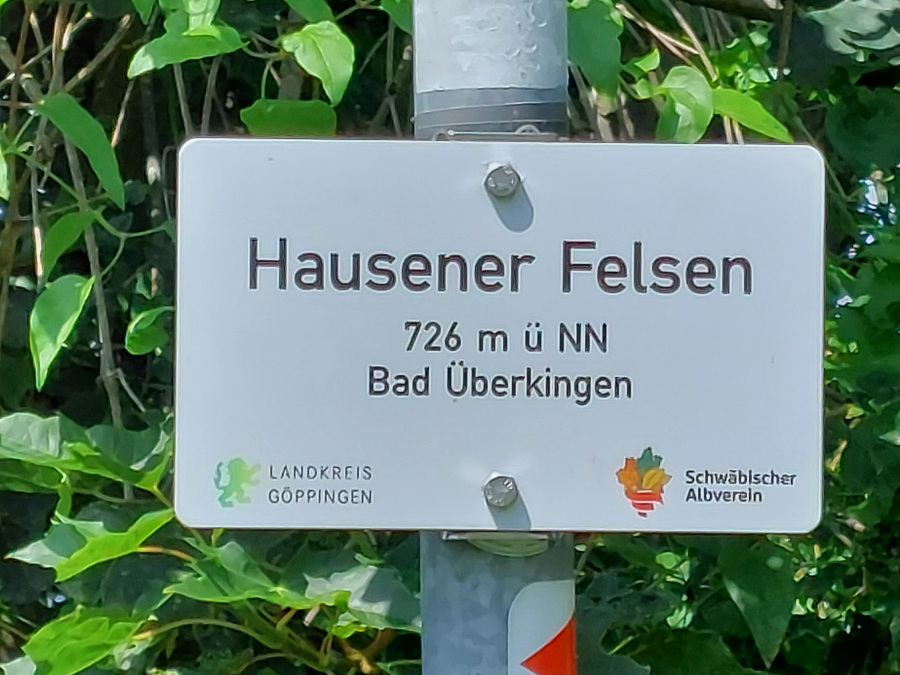 Hausener Felsen
726 m ü NN
Bad Überkingen
LANDKREIS
GÖPPINGEN
Schwäbischer
Albverein